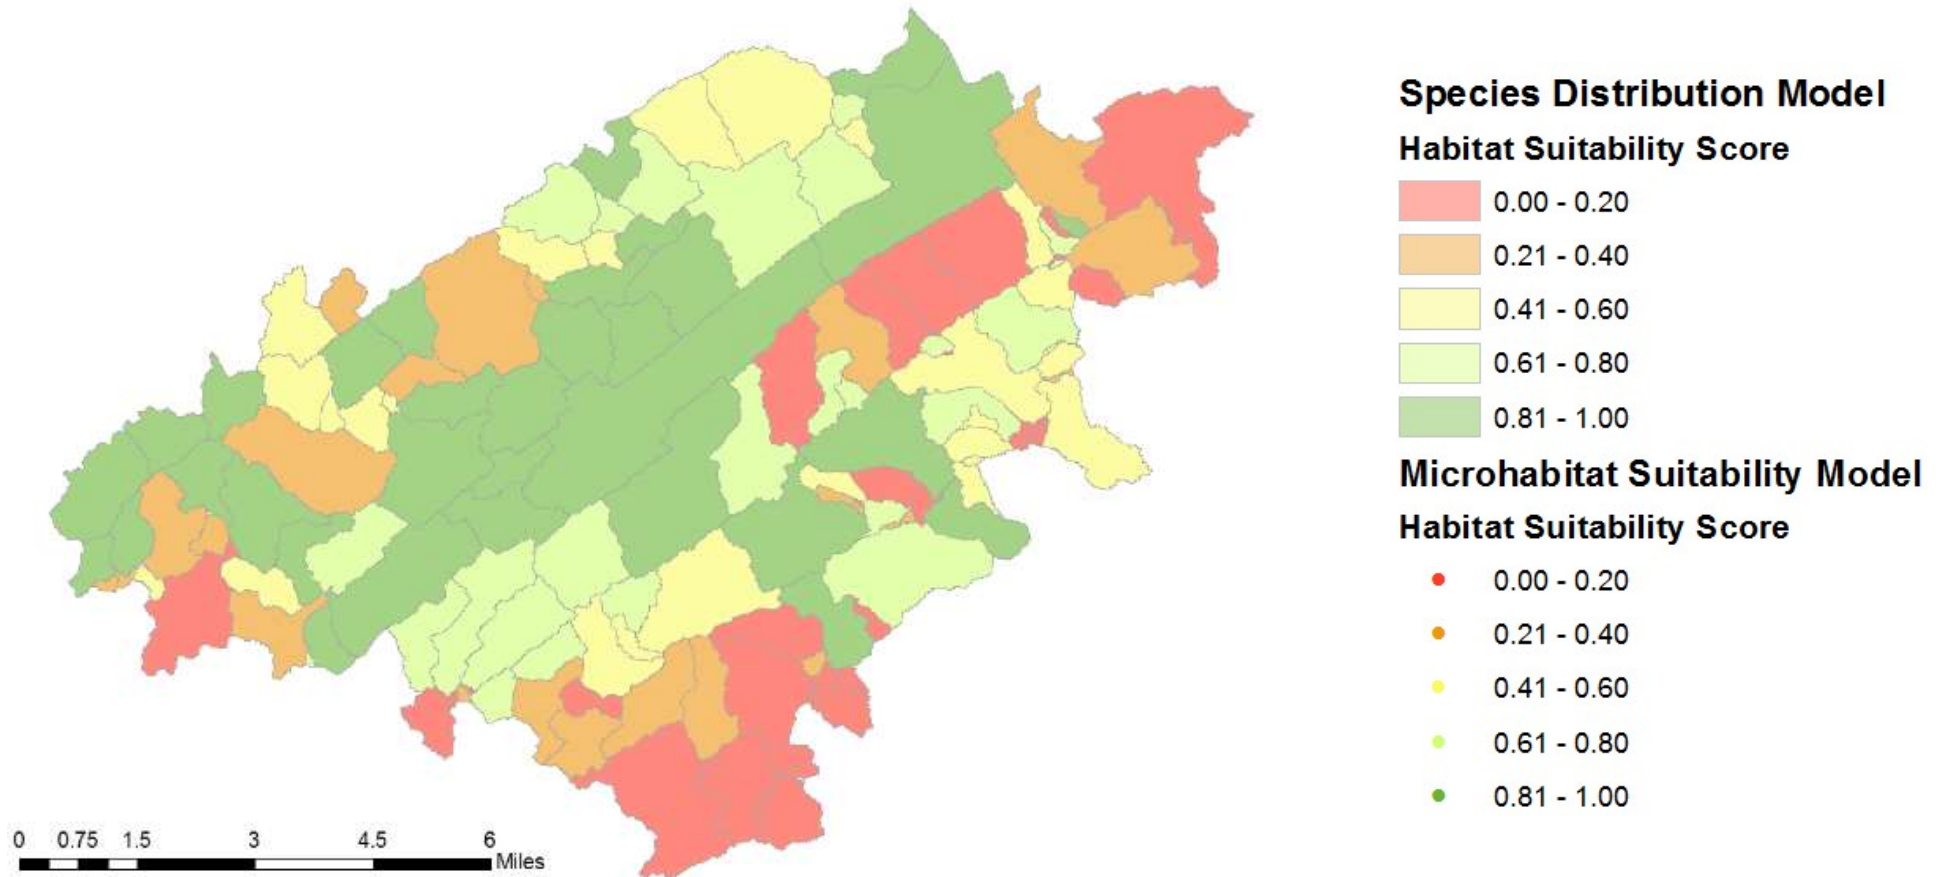 Species Distribution Model
Habitat Suitability Score
0.00 - 0.20
0.21 - 0.40
0.41 - 0.60
0.61 - 0.80
0.81 - 1.00
Microhabitat Suitability Model
Habitat Suitability Score
0.00 - 0.20
0.21 - 0.40
0.41 - 0.60
0.61 - 0.80
0.81 - 1.00
0 0.75 1.5 3 4.5 6
Miles